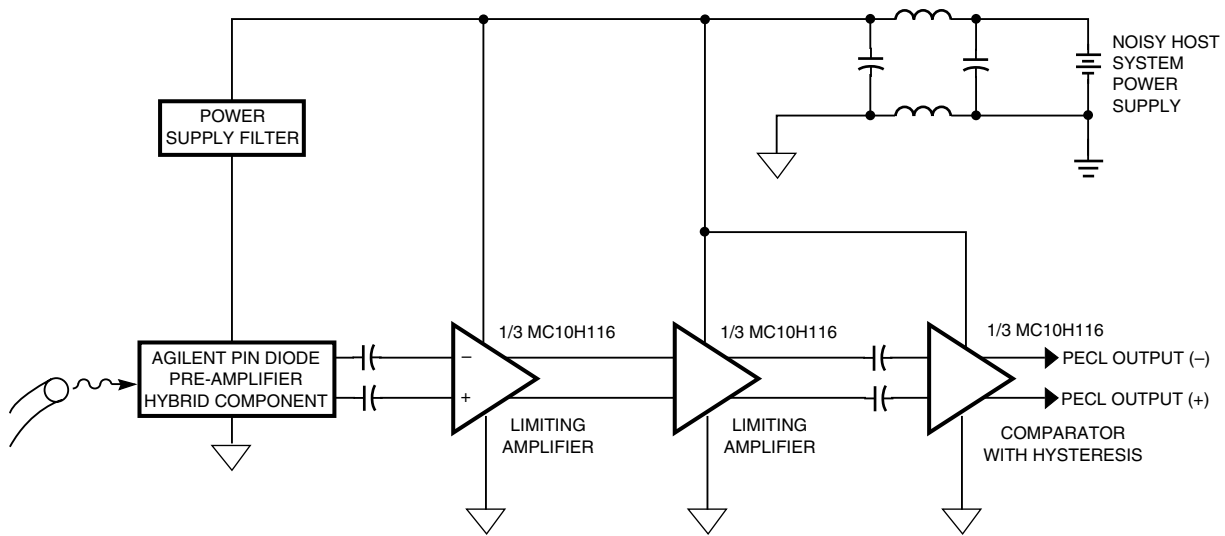 NOISY HOST
SYSTEM
POWER
SUPPLY
POWER
SUPPLY FILTER
1/3 MC10H116
1/3 MC10H116
1/3 MC10H116
AGILENT PIN DIODE
PRE-AMPLIFIER
HYBRID COMPONENT
–
+
PECL OUTPUT (–)
PECL OUTPUT (+)
LIMITING
AMPLIFIER
LIMITING
AMPLIFIER
COMPARATOR
WITH HYSTERESIS